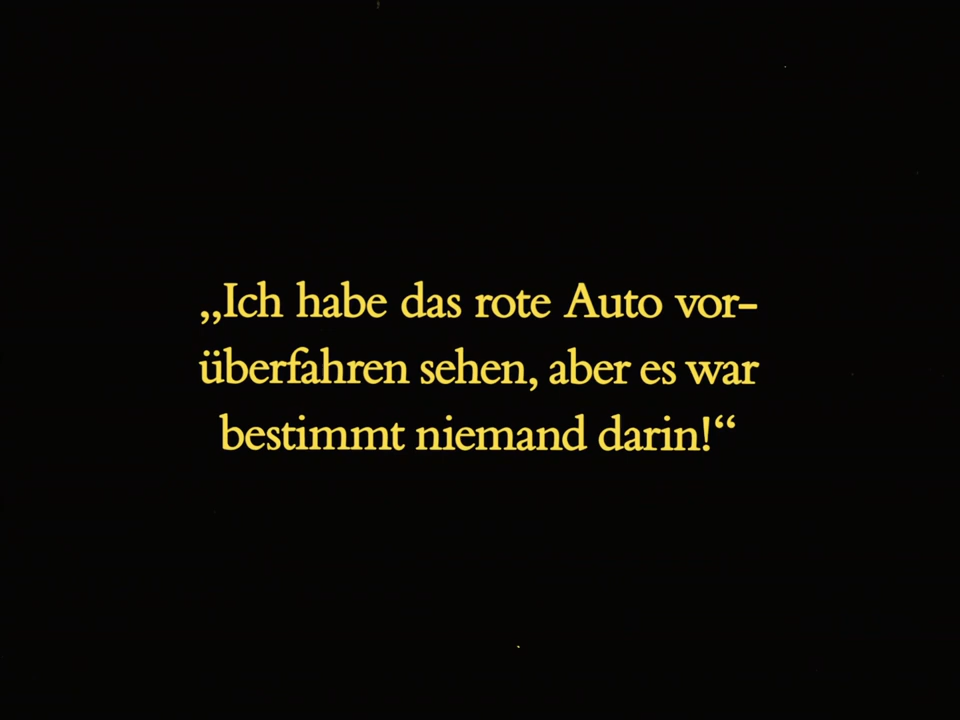 „Ich habe das rote Auto vor-
überfahren sehen, aber es war
bestimmt niemand darin!“